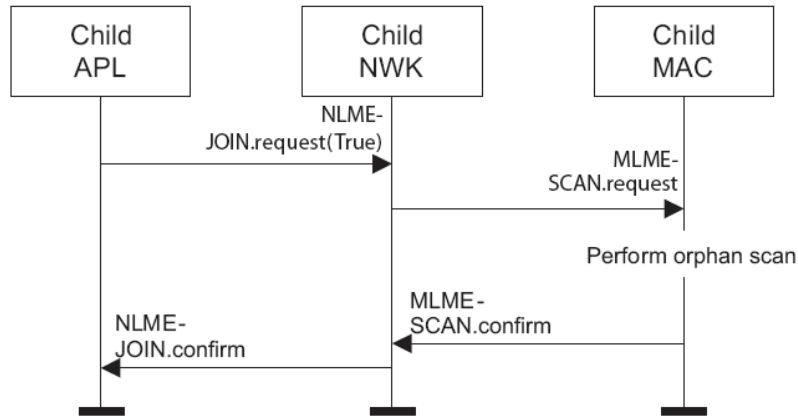 Child
APL
Child
NWK
Child
MAC
NLME-
JOIN.request(True)
MLME-
SCAN.request
Perform orphan scan
MLME-
SCAN.confirm
NLME-
JOIN.confirm